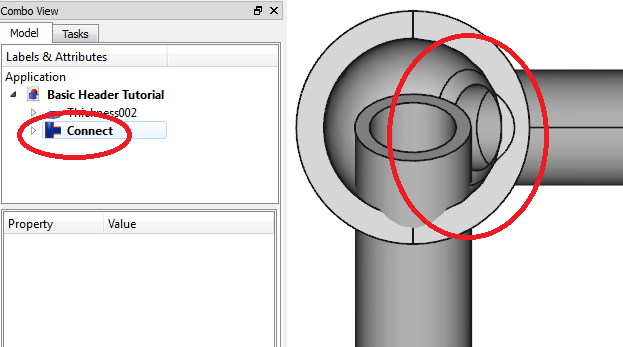 Combo View
Model Tasks
Labels & Attributes
Application
Basic Header Tutorial
Thickness002
Connect
Property Value